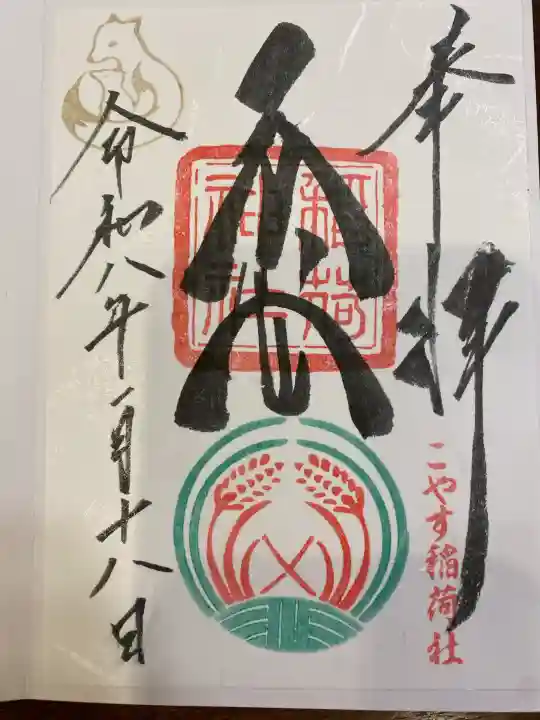 奉拝
こやす稲荷社
稲荷
神社
令和八年一月十八日